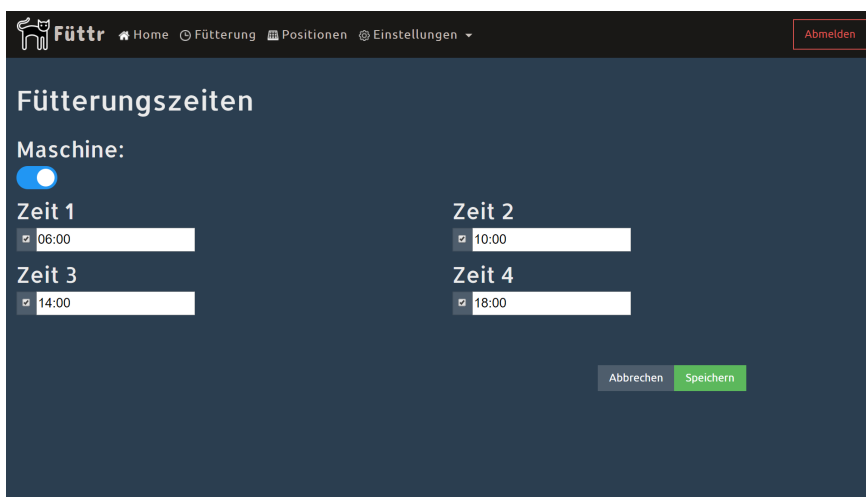 Füttr Home Fütterung Positionen Einstellungen Abmelden
Fütterungszeiten
Maschine:
Zeit 1 Zeit 2
06:00 10:00
Zeit 3 Zeit 4
14:00 18:00
Abbrechen Speichern